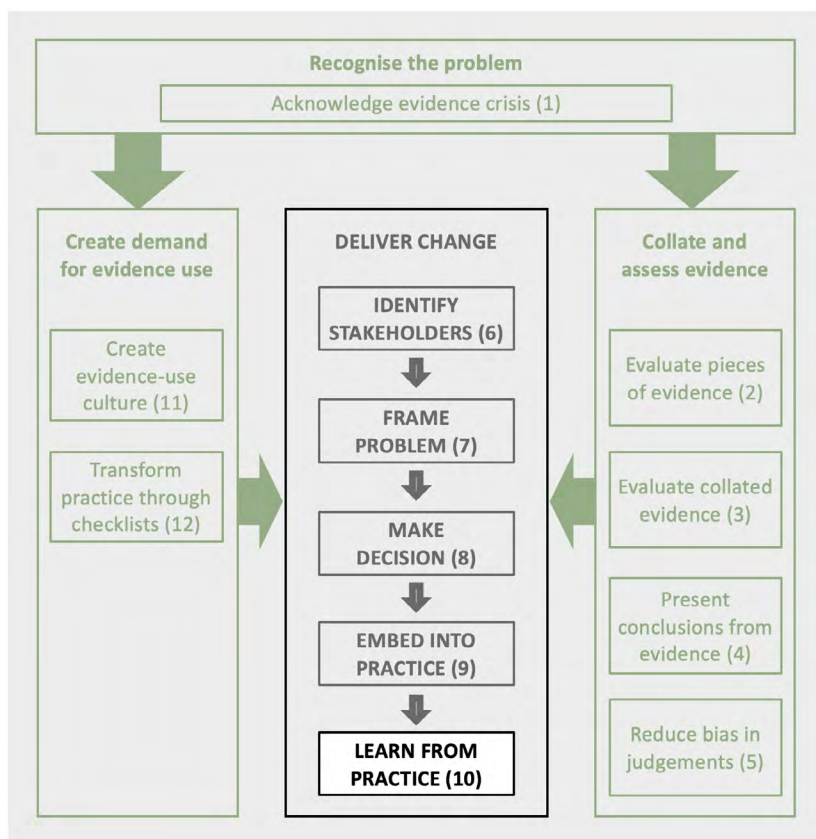 Recognise the problem
Acknowledge evidence crisis (1)
Create demand
for evidence use
Create
evidence-use
culture (11)
Transform
practice through
checklists (12)
DELIVER CHANGE
IDENTIFY
STAKEHOLDERS (6)
FRAME
PROBLEM (7)
MAKE
DECISION (8)
EMBED INTO
PRACTICE (9)
LEARN FROM
PRACTICE (10)
Collate and
assess evidence
Evaluate pieces
of evidence (2)
Evaluate collated
evidence (3)
Present
conclusions from
evidence (4)
Reduce bias in
judgements (5)